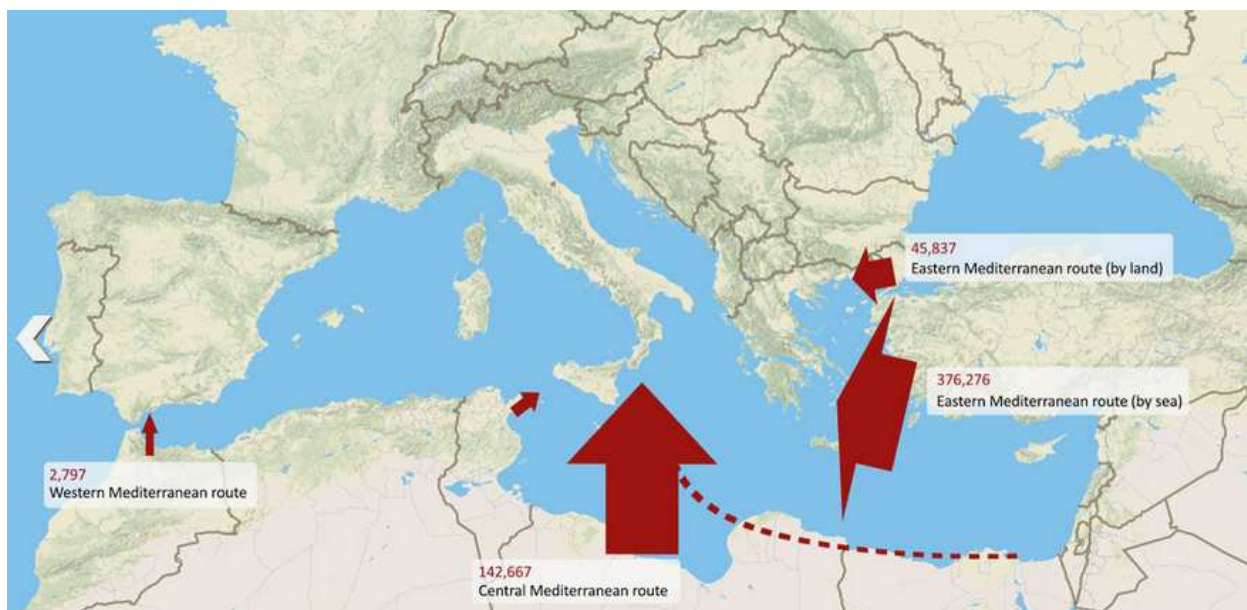 45,837
Eastern Mediterranean route (by land)
376,276
Eastern Mediterranean route (by sea)
2,797
Western Mediterranean route
142,667
Central Mediterranean route